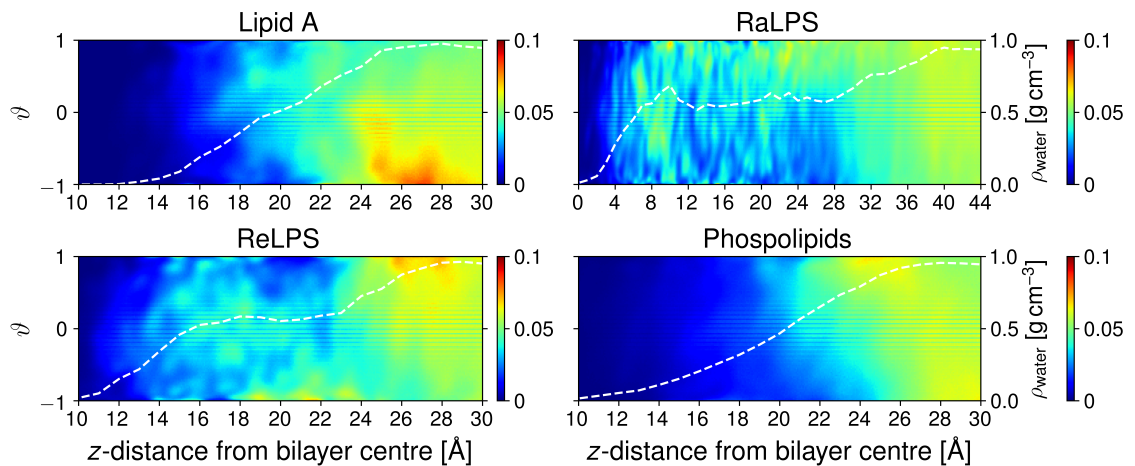 Lipid A
RaLPS
1
0
−1
ϑ
10 12 14 16 18 20 22 24 26 28 30
0.1
0.05
0
0 4 8 12 16 20 24 28 32 36 40 44
1.0
0.5
0.0
ρwater [g cm⁻³]
0.1
0.05
0
ReLPS
Phospolipids
1
0
−1
ϑ
10 12 14 16 18 20 22 24 26 28 30
0.1
0.05
0
10 12 14 16 18 20 22 24 26 28 30
1.0
0.5
0.0
ρwater [g cm⁻³]
0.1
0.05
0
z-distance from bilayer centre [Å]
z-distance from bilayer centre [Å]